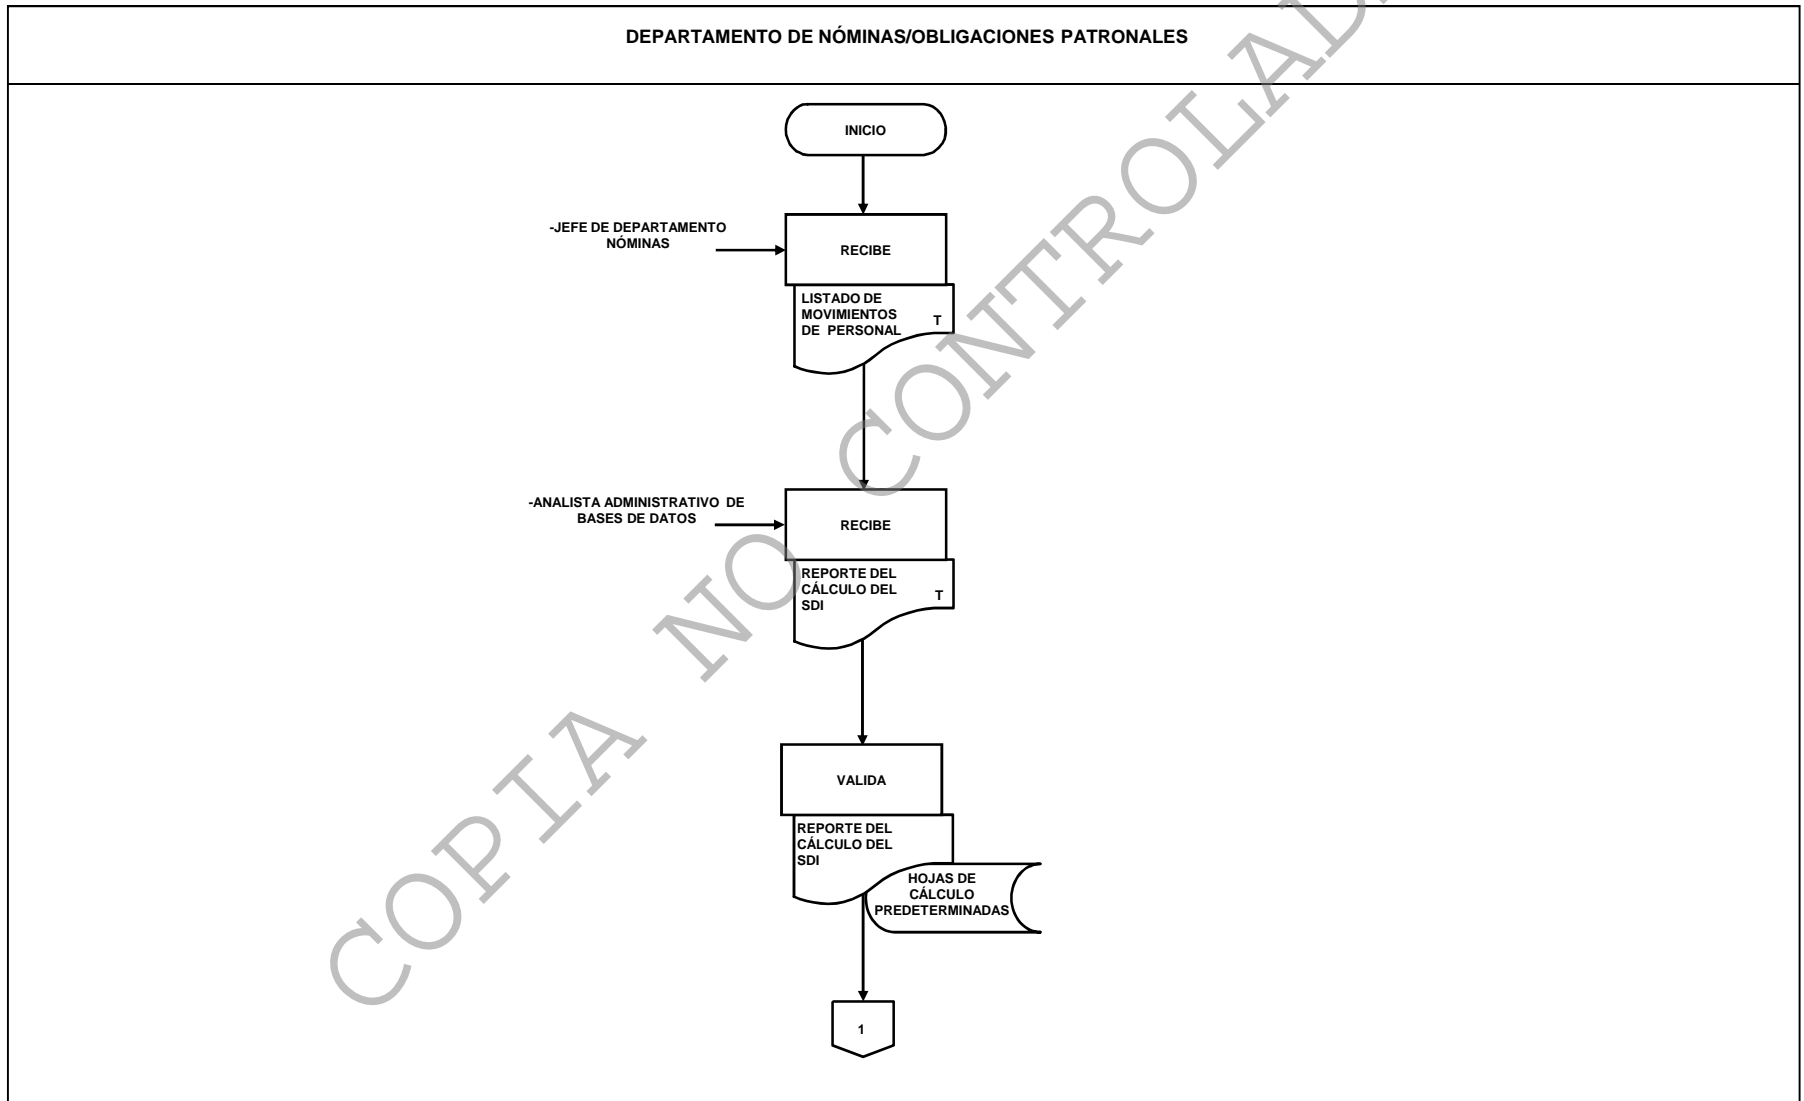 DEPARTAMENTO DE NÓMINAS/OBLIGACIONES PATRONALES
INICIO
-JEFE DE DEPARTAMENTO
NÓMINAS
RECIBE
LISTADO DE
MOVIMIENTOS
DE PERSONAL
T
-ANALISTA ADMINISTRATIVO DE
BASES DE DATOS
RECIBE
REPORTE DEL
CÁLCULO DEL
SDI
T
VALIDA
REPORTE DEL
CÁLCULO DEL
SDI
HOJAS DE
CÁLCULO
PREDETERMINADAS
1
COPIA NO CONTROLAD